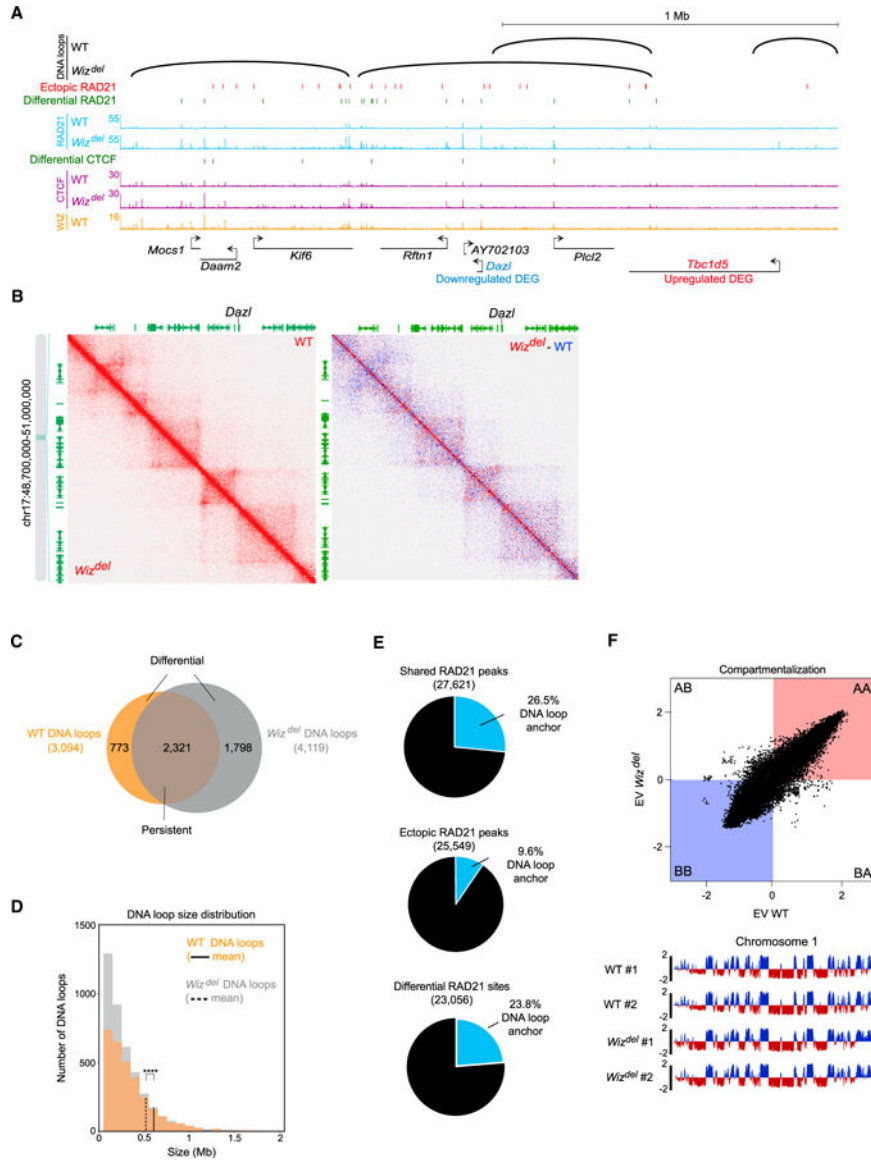 A
1 Mb
DNA loops
WT
Wiz^del
Ectopic RAD21
Differential RAD21
RAD21
WT
55
Wiz^del
55
Differential CTCF
CTCF
WT
30
Wiz^del
30
WIZ
WT
16
Mocs1
Daam2
Kif6
Rftn1
AY702103
Dazl
Downregulated DEG
Plcl2
Tbc1d5
Upregulated DEG
B
Dazl
Dazl
WT
Wiz^del - WT
chr17:48,700,000-51,000,000
Wiz^del
C
Differential
WT DNA loops
(3,094)
773
2,321
1,798
Wiz^del DNA loops
(4,119)
Persistent
D
DNA loop size distribution
1500
1000
500
0
Number of DNA loops
WT DNA loops
( mean)
Wiz^del DNA loops
( mean)
****
0
0.5
1
1.5
2
Size (Mb)
E
Shared RAD21 peaks
(27,621)
26.5%
DNA loop
anchor
Ectopic RAD21 peaks
(25,549)
9.6%
DNA loop
anchor
Differential RAD21 sites
(23,056)
23.8%
DNA loop
anchor
F
Compartmentalization
AB
AA
BB
BA
2
0
-2
EV Wiz^del
-2
0
2
EV WT
Chromosome 1
2
-2
WT #1
WT #2
Wiz^del #1
Wiz^del #2
2
-2